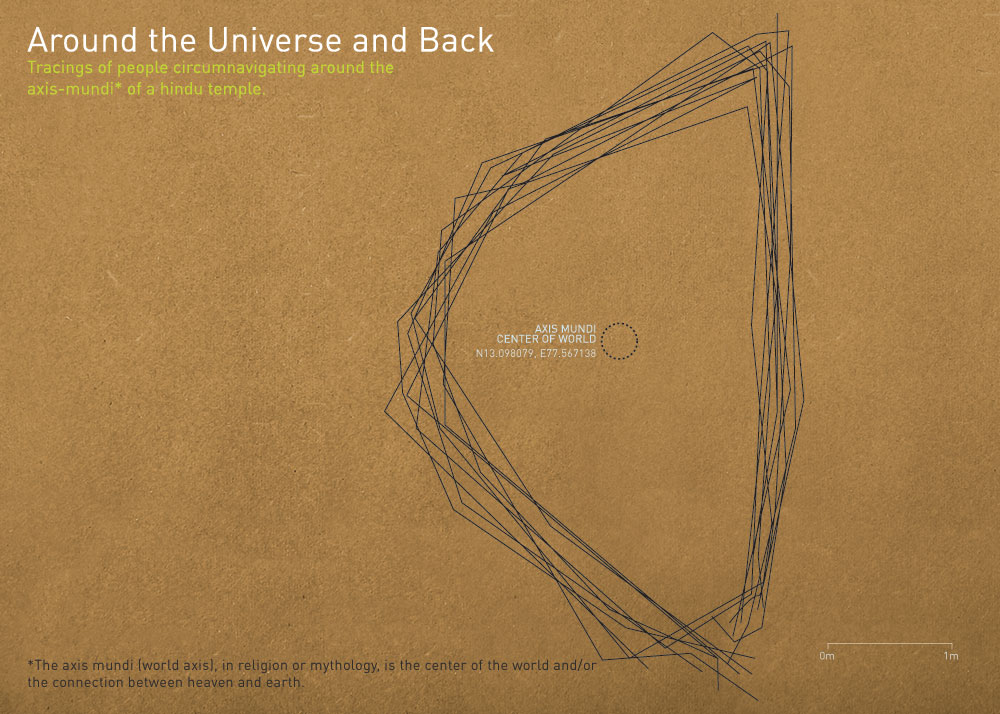 Around the Universe and Back
Tracings of people circumnavigating around the
axis-mundi* of a hindu temple.
AXIS MUNDI
CENTER OF WORLD
N13.098079, E77.567138
0m 1m
*The axis mundi (world axis), in religion or mythology, is the center of the world and/or
the connection between heaven and earth.